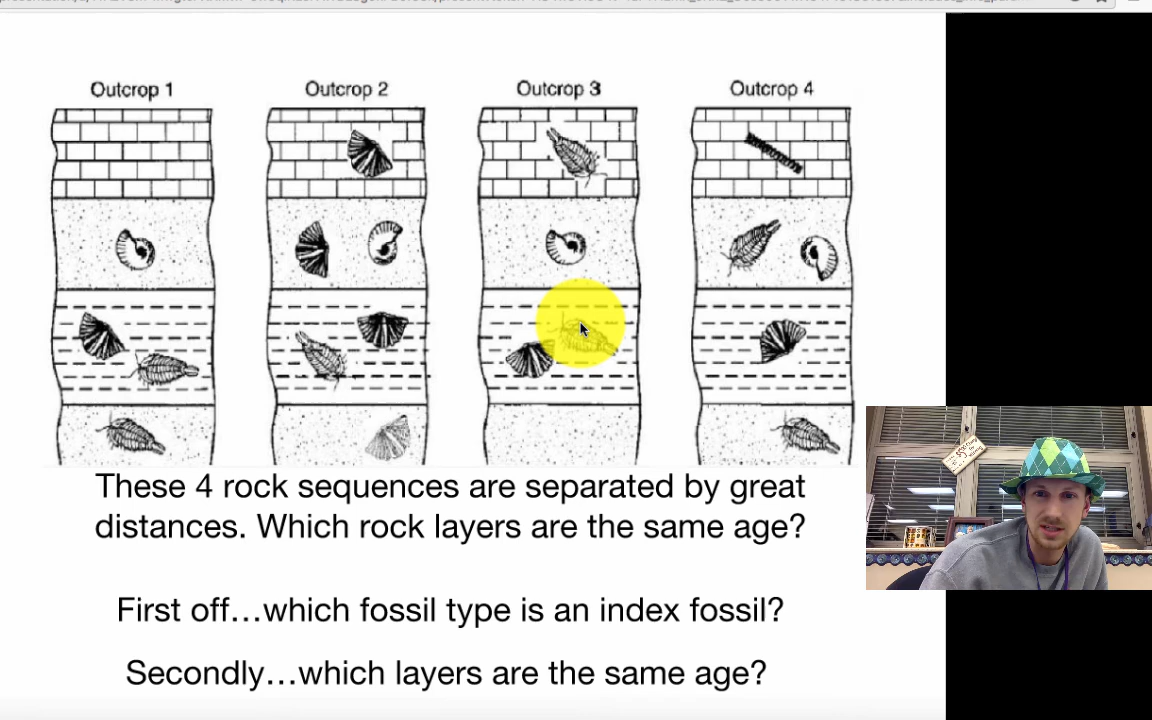 Outcrop 1
Outcrop 2
Outcrop 3
Outcrop 4
These 4 rock sequences are separated by great
distances. Which rock layers are the same age?
First off…which fossil type is an index fossil?
Secondly…which layers are the same age?